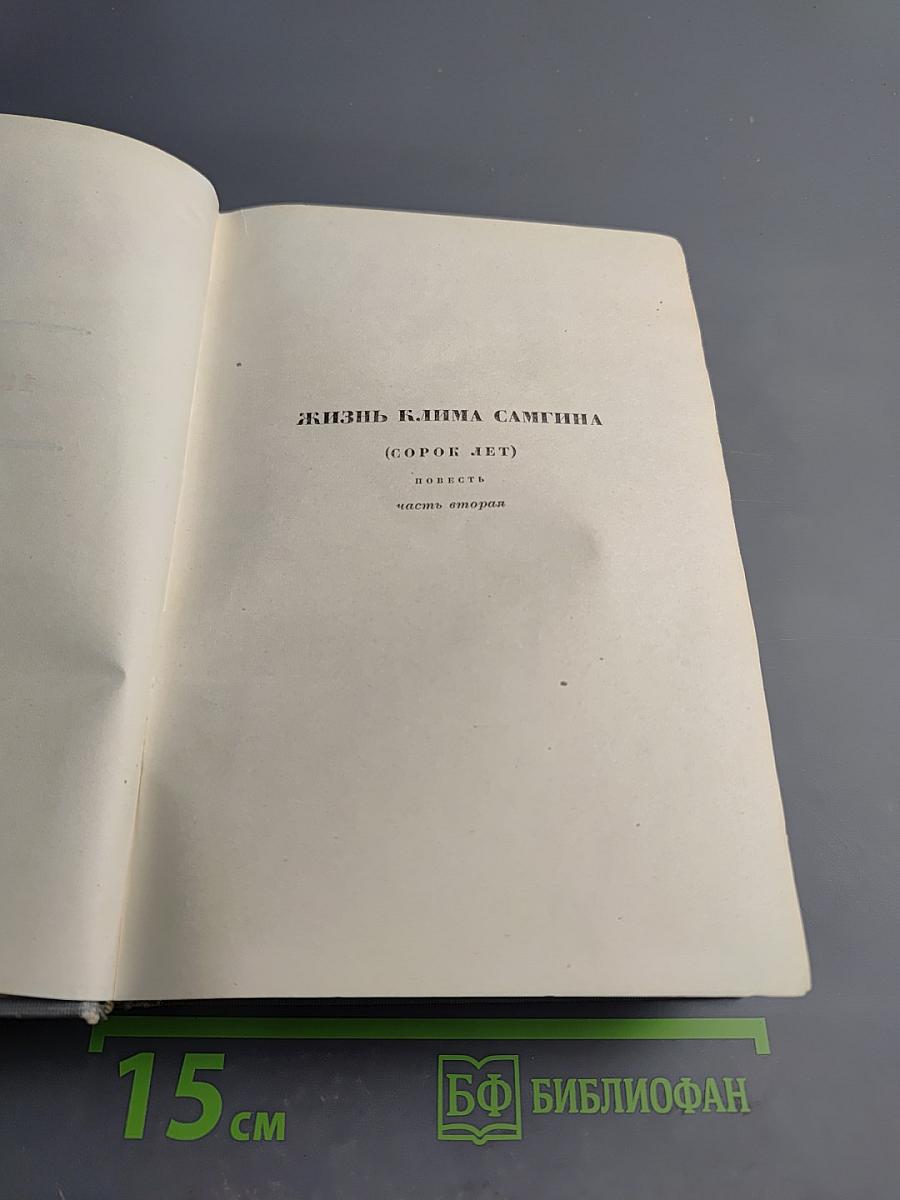 ЖИЗНЬ КЛИМА САМГИНА
(СОРОК ЛЕТ)
ПОВЕСТЬ
часть вторая
15 см
БФ БИБЛИОФАН